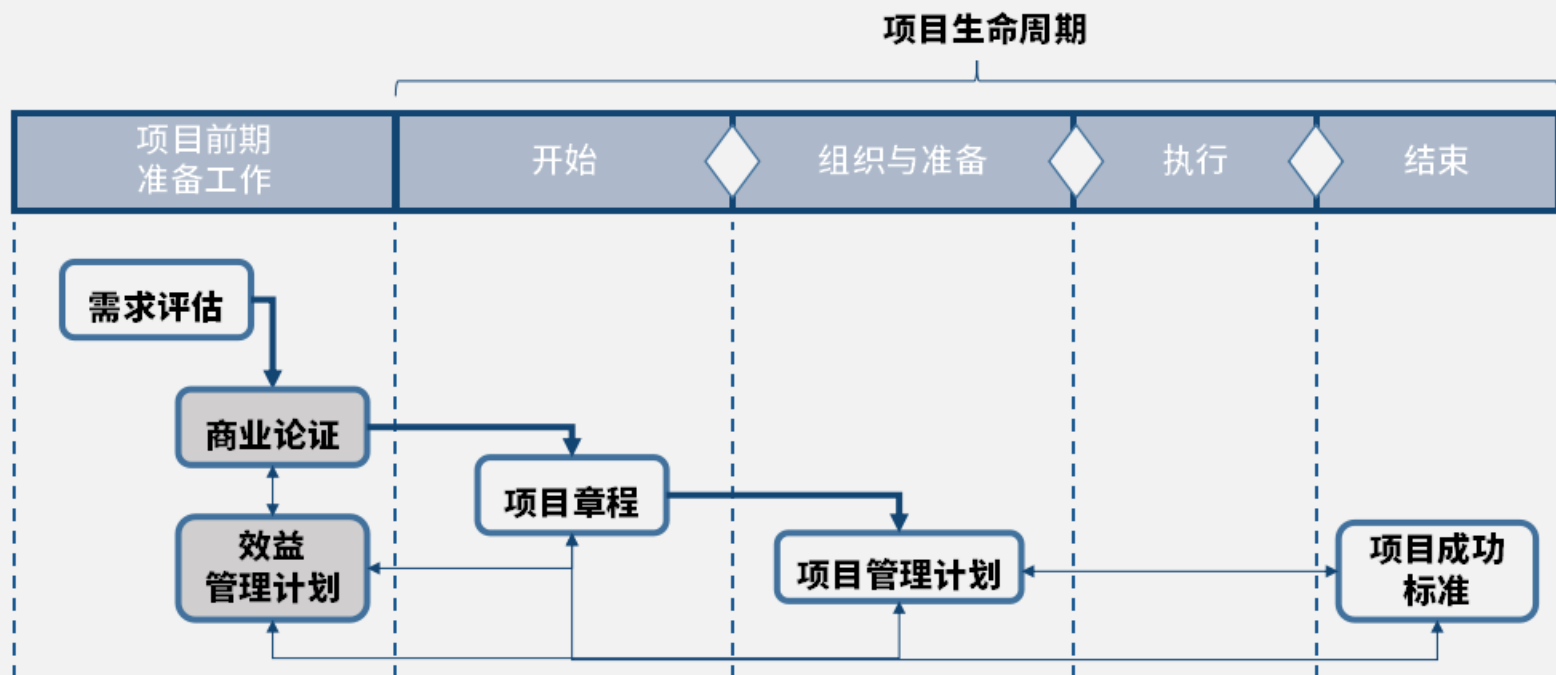 项目生命周期
项目前期
准备工作
开始
组织与准备
执行
结束
需求评估
商业论证
项目章程
效益
管理计划
项目管理计划
项目成功
标准